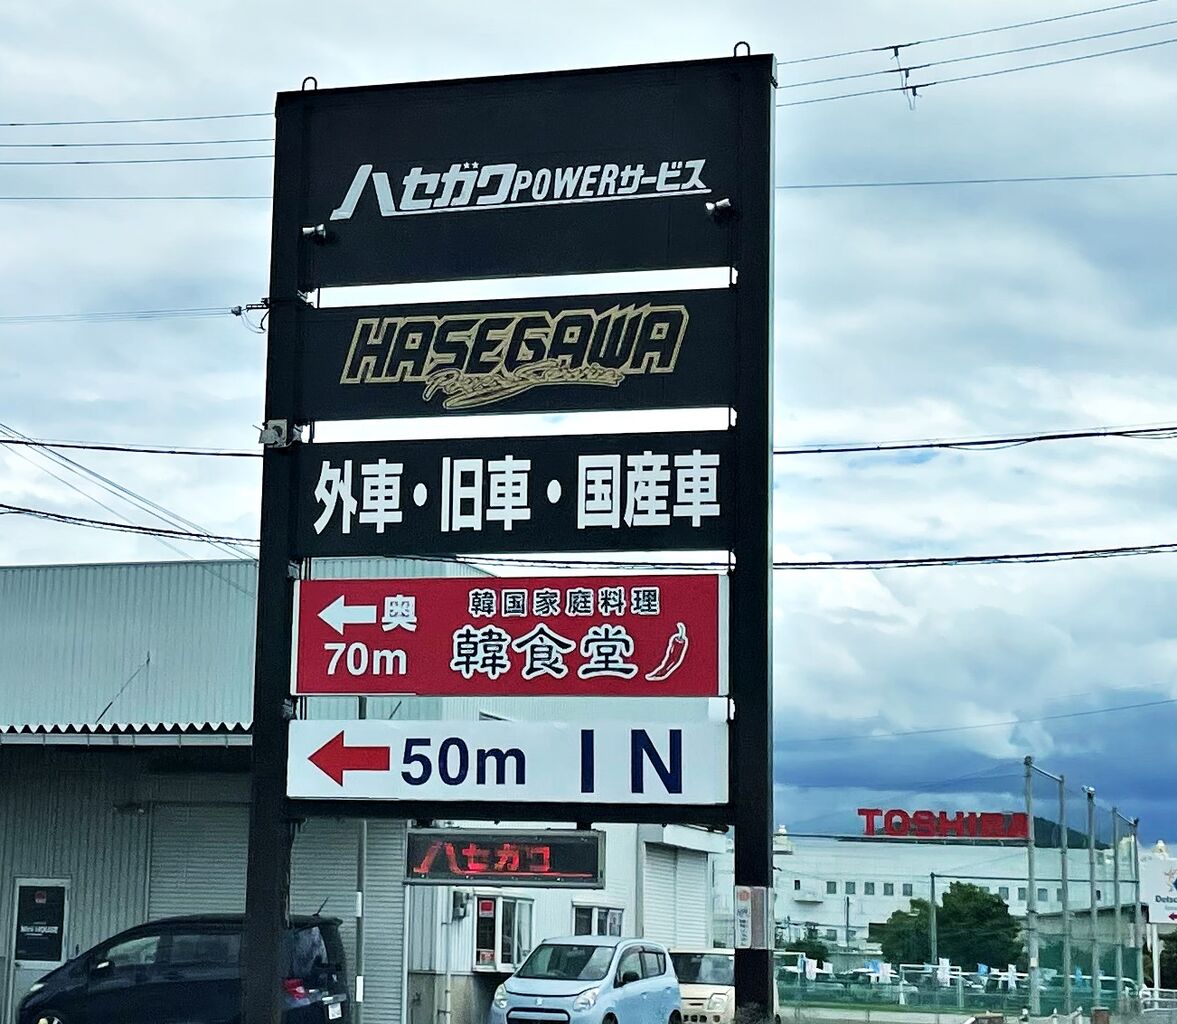 ハセガワPOWERサービス
HASEGAWA
Power Service
外車・旧車・国産車
←奥
70m
韓国家庭料理
韓食堂
← 50m IN
ハセガワ
TOSHIBA